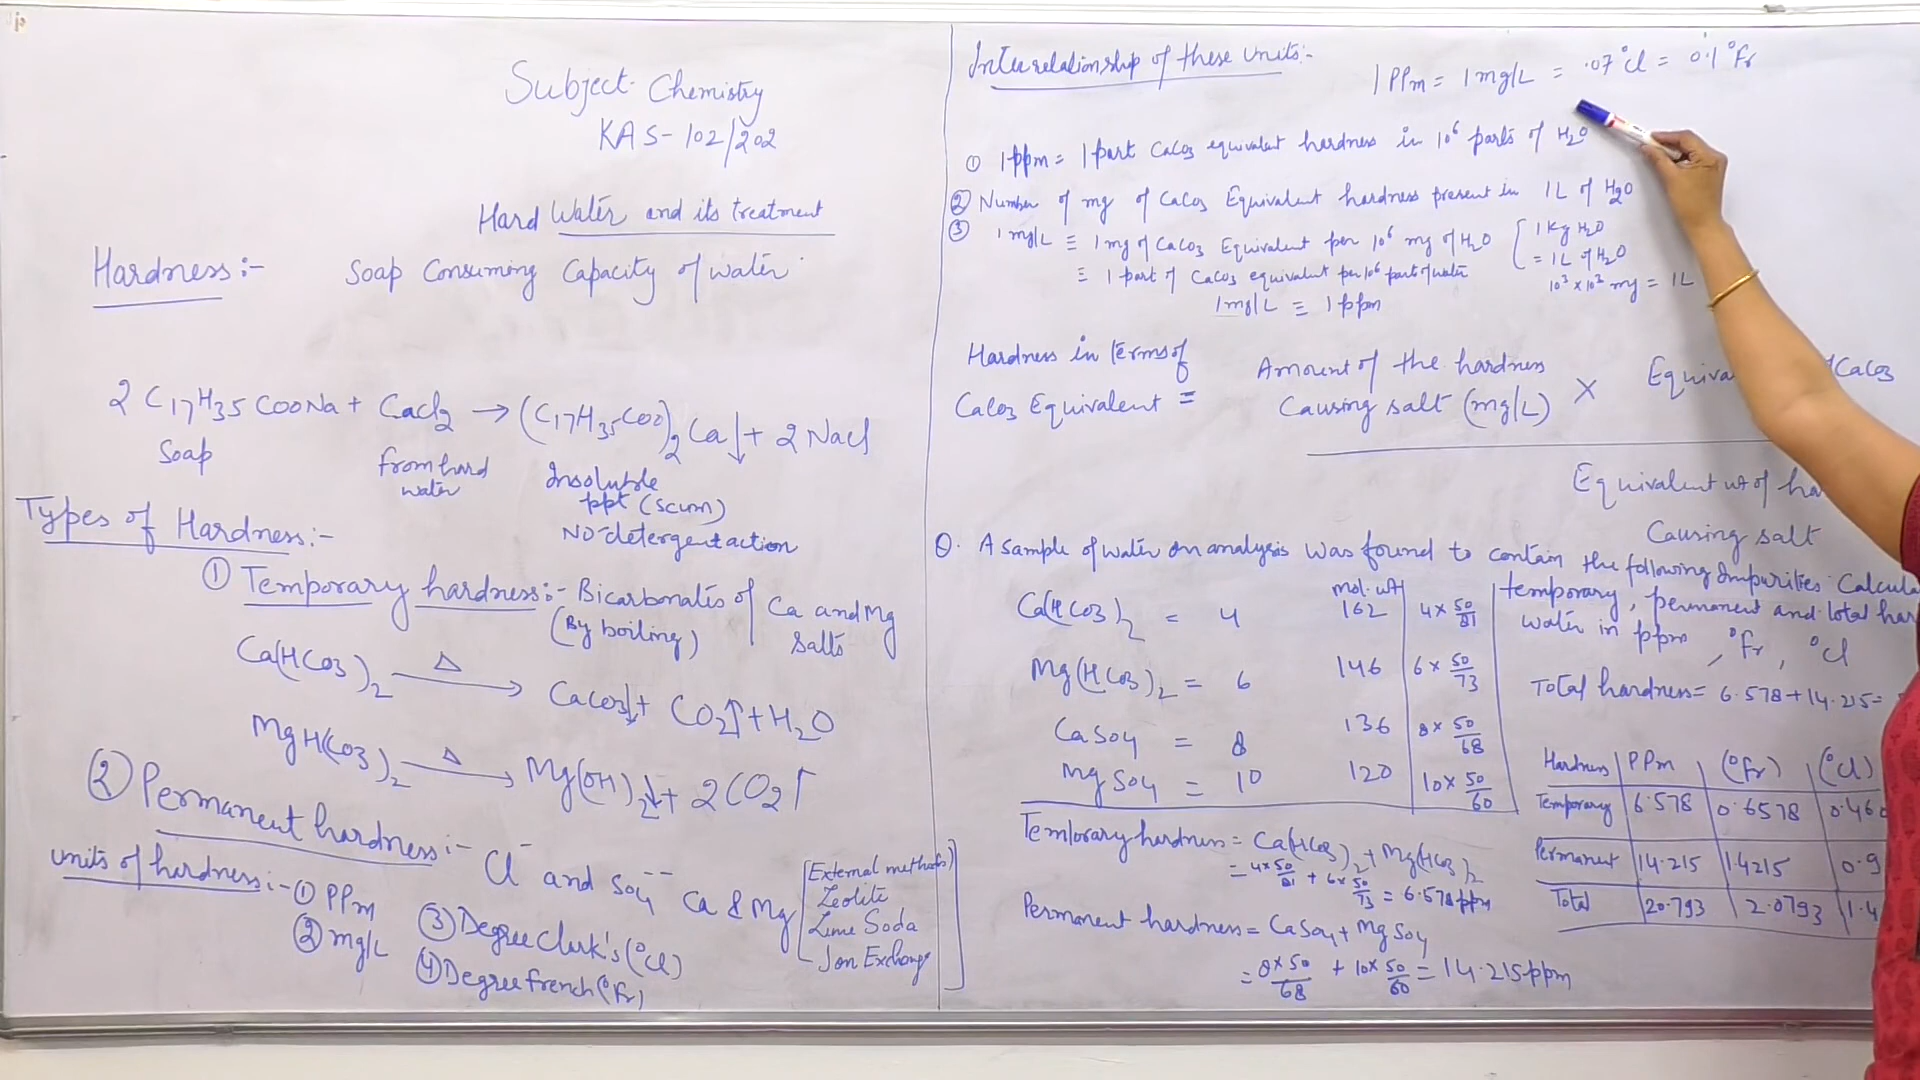 Subject- Chemistry
KAS-102/202
Hard Water and its treatment
Hardness:- Soap Consuming Capacity of water
2 C17H35COONa + CaCl2 → (C17H35COO)2Ca↓ + 2NaCl
Soap
from hard
water
Insoluble
ppt (scum)
No-detergent action
Types of Hardness:-
① Temporary hardness:- Bicarbonates of Ca and Mg
(By boiling) salts
Ca(HCO3)2 —Δ→ CaCO3↓ + CO2↑ + H2O
MgH(CO3)2 —Δ→ Mg(OH)2↓ + 2CO2↑
② Permanent hardness:- Cl⁻ and SO4⁻⁻ Ca & Mg
[External methods]
Zeolite
Lime Soda
Ion Exchange
Units of hardness:- ① PPm
② mg/L
③ Degree Clark's (°Cl)
④ Degree french (°Fr)
Interrelationship of these units:-
1 PPm = 1 mg/L = .07°Cl = 0.1°Fr
① 1ppm = 1 part CaCO3 equivalent hardness in 10⁶ parts of H2O
② Number of mg of CaCO3 Equivalent hardness present in 1L of H2O
③ 1 mg/L ≡ 1 mg of CaCO3 Equivalent per 10⁶ mg of H2O
≡ 1 part of CaCO3 equivalent per 10⁶ part of water
1mg/L ≡ 1 ppm
[1 Kg H2O
= 1L of H2O
10³ × 10³ mg = 1L
Hardness in terms of
CaCO3 Equivalent =
Amount of the hardness
Causing salt (mg/L) × Equiva CaCO3
Equivalent wt of ha
Causing salt
Q. A sample of water on analysis was found to contain the following Impurities. Calcula
temporary, permanent and total har
water in ppm, °Fr, °Cl
mol. wt
Ca(HCO3)2 = 4 162 4 × 50/81
Mg(HCO3)2 = 6 146 6 × 50/73
CaSO4 = 8 136 8 × 50/68
MgSO4 = 10 120 10 × 50/60
Temporary hardness = Ca(HCO3)2 + Mg(HCO3)2
= 4×50/81 + 6×50/73 = 6.578ppm
Permanent hardness = CaSO4 + MgSO4
= 8×50/68 + 10×50/60 = 14.215ppm
Total hardness = 6.578 + 14.215 =
Hardness PPm (°Fr) (°Cl)
Temporary 6.578 0.6578 0.460
Permanent 14.215 1.4215 0.9
Total 20.793 2.0793 1.4